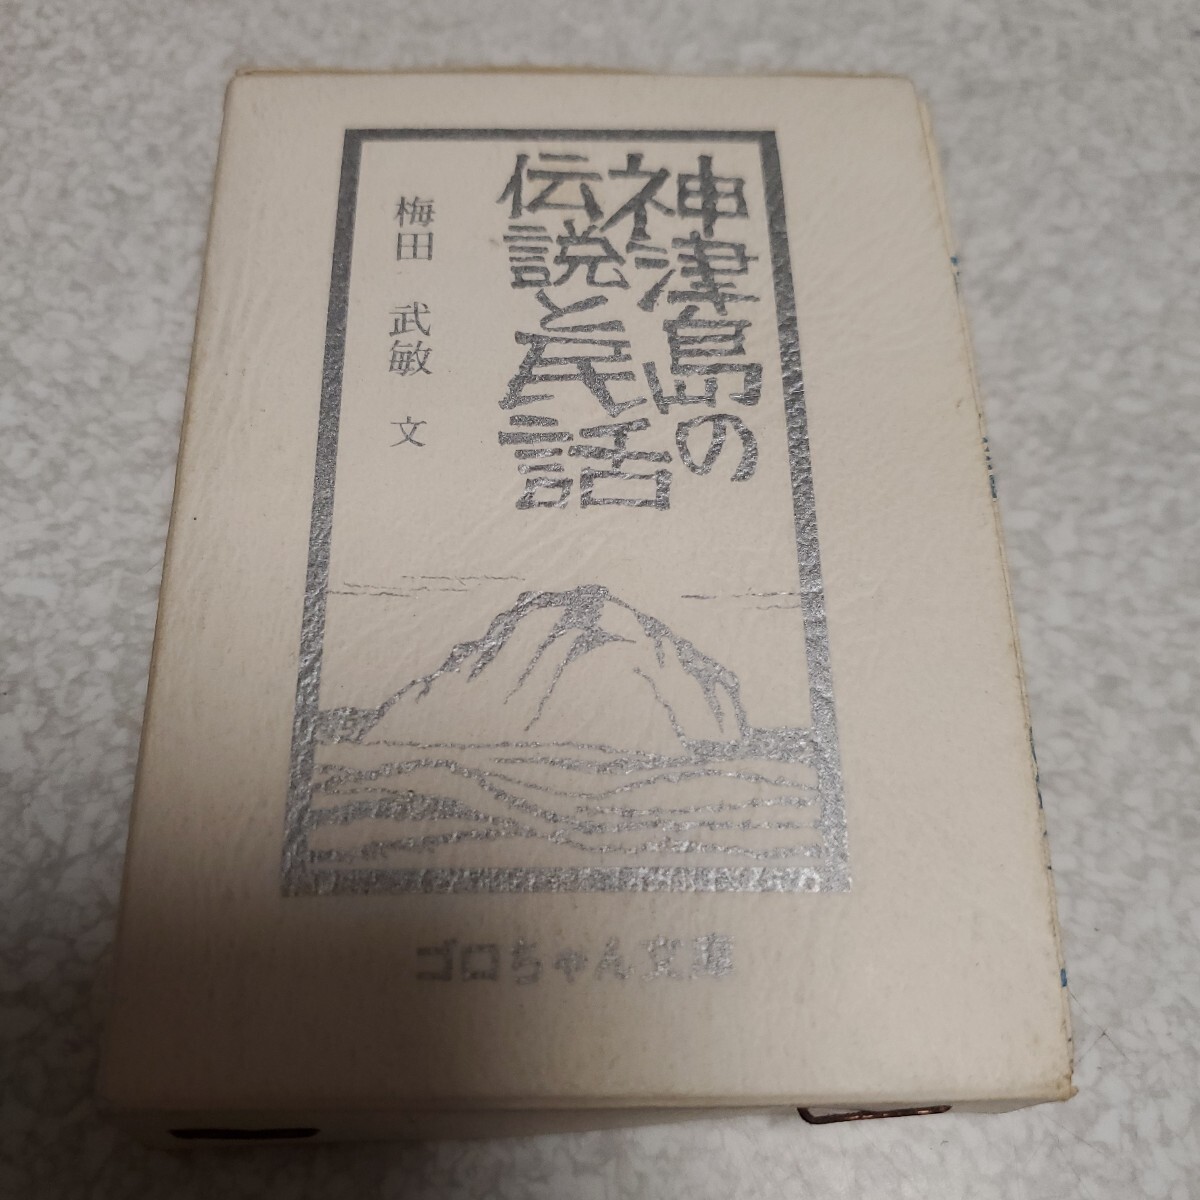 神津島の
伝説と民話
梅田 武敏 文
ゴロちゃん文庫